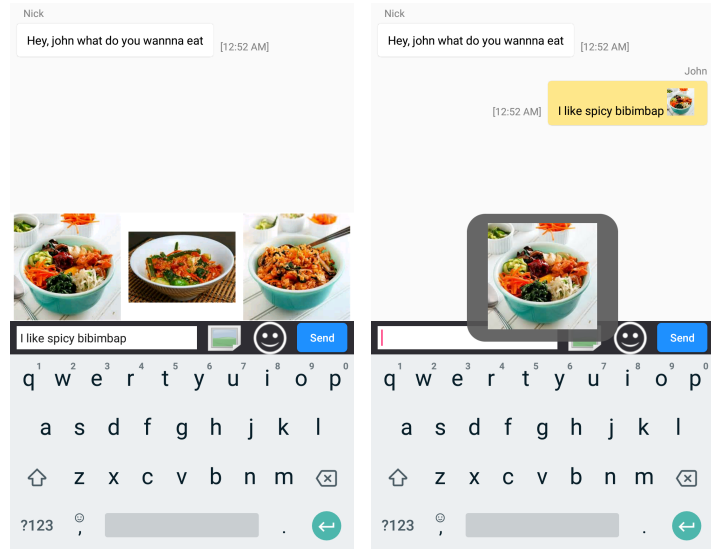 Nick
Hey, john what do you wannna eat
[12:52 AM]
I like spicy bibimbap
Send
1 2 3 4 5 6 7 8 9 0
q w e r t y u i o p
a s d f g h j k l
z x c v b n m
?123 , .
Nick
Hey, john what do you wannna eat
[12:52 AM]
John
[12:52 AM] I like spicy bibimbap
Send
1 2 3 4 5 6 7 8 9 0
q w e r t y u i o p
a s d f g h j k l
z x c v b n m
?123 , .